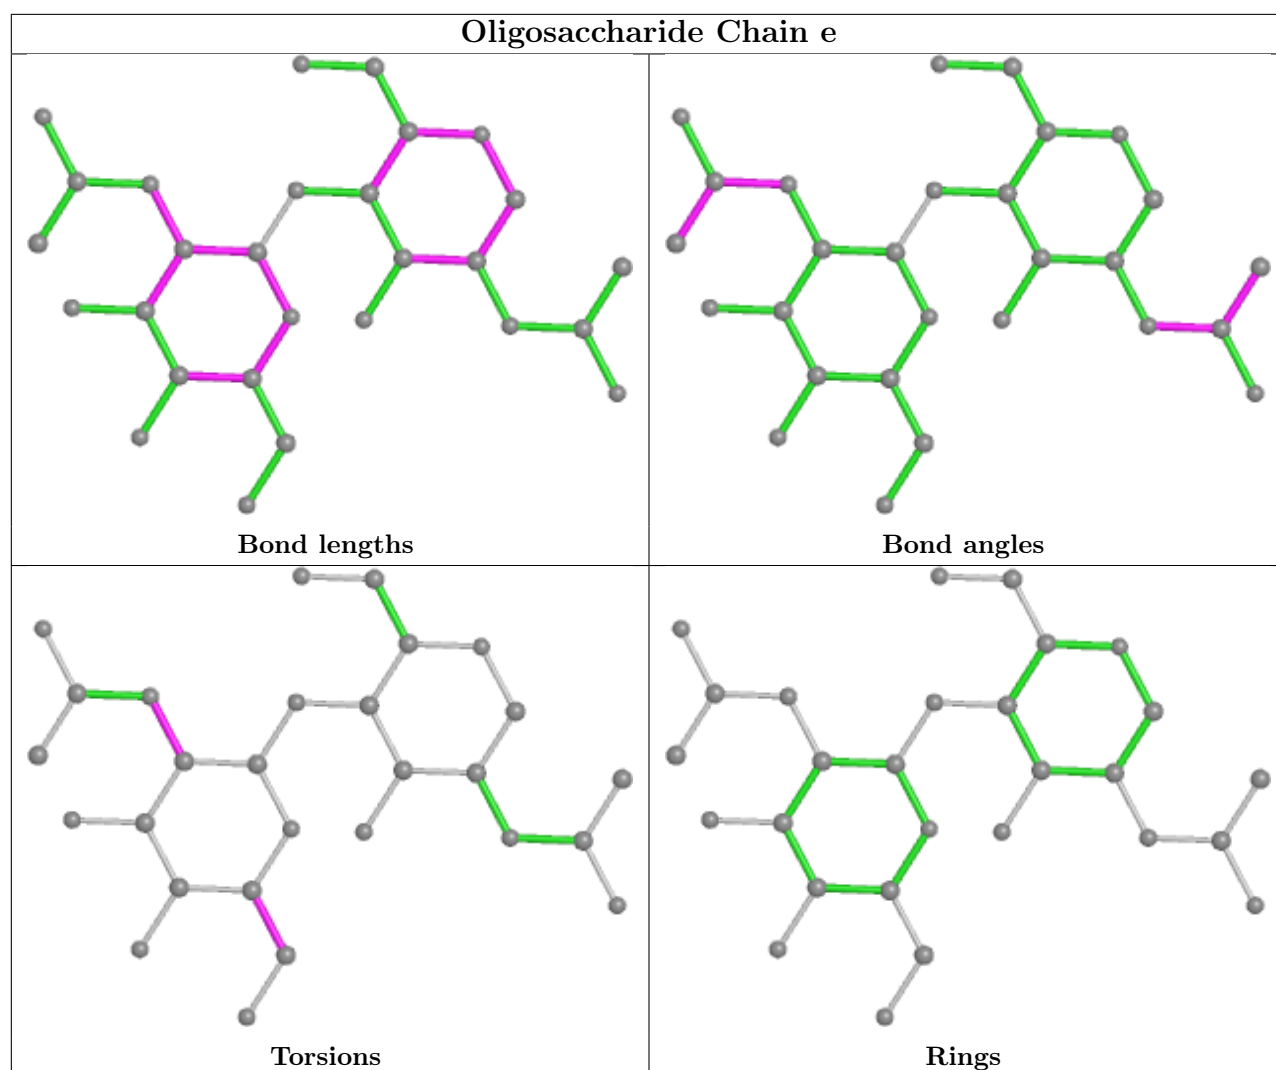 Oligosaccharide Chain e
Bond lengths
Bond angles
Torsions
Rings